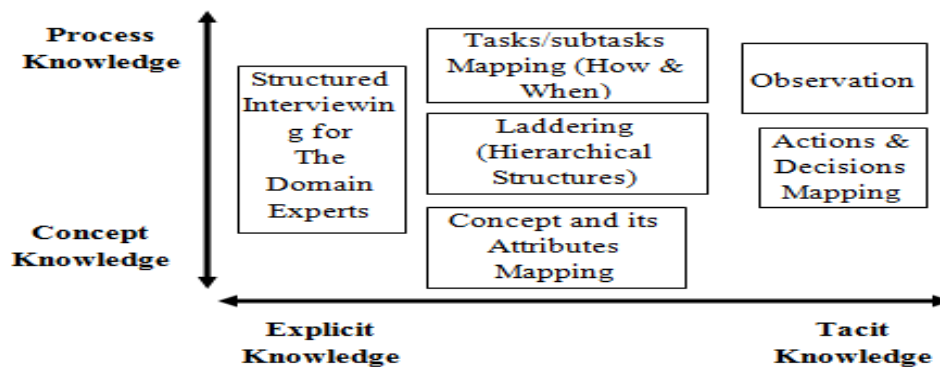 Process
Knowledge
Concept
Knowledge
Structured
Interviewin
g for
The
Domain
Experts
Tasks/subtasks
Mapping (How &
When)
Laddering
(Hierarchical
Structures)
Concept and its
Attributes
Mapping
Observation
Actions &
Decisions
Mapping
Explicit
Knowledge
Tacit
Knowledge